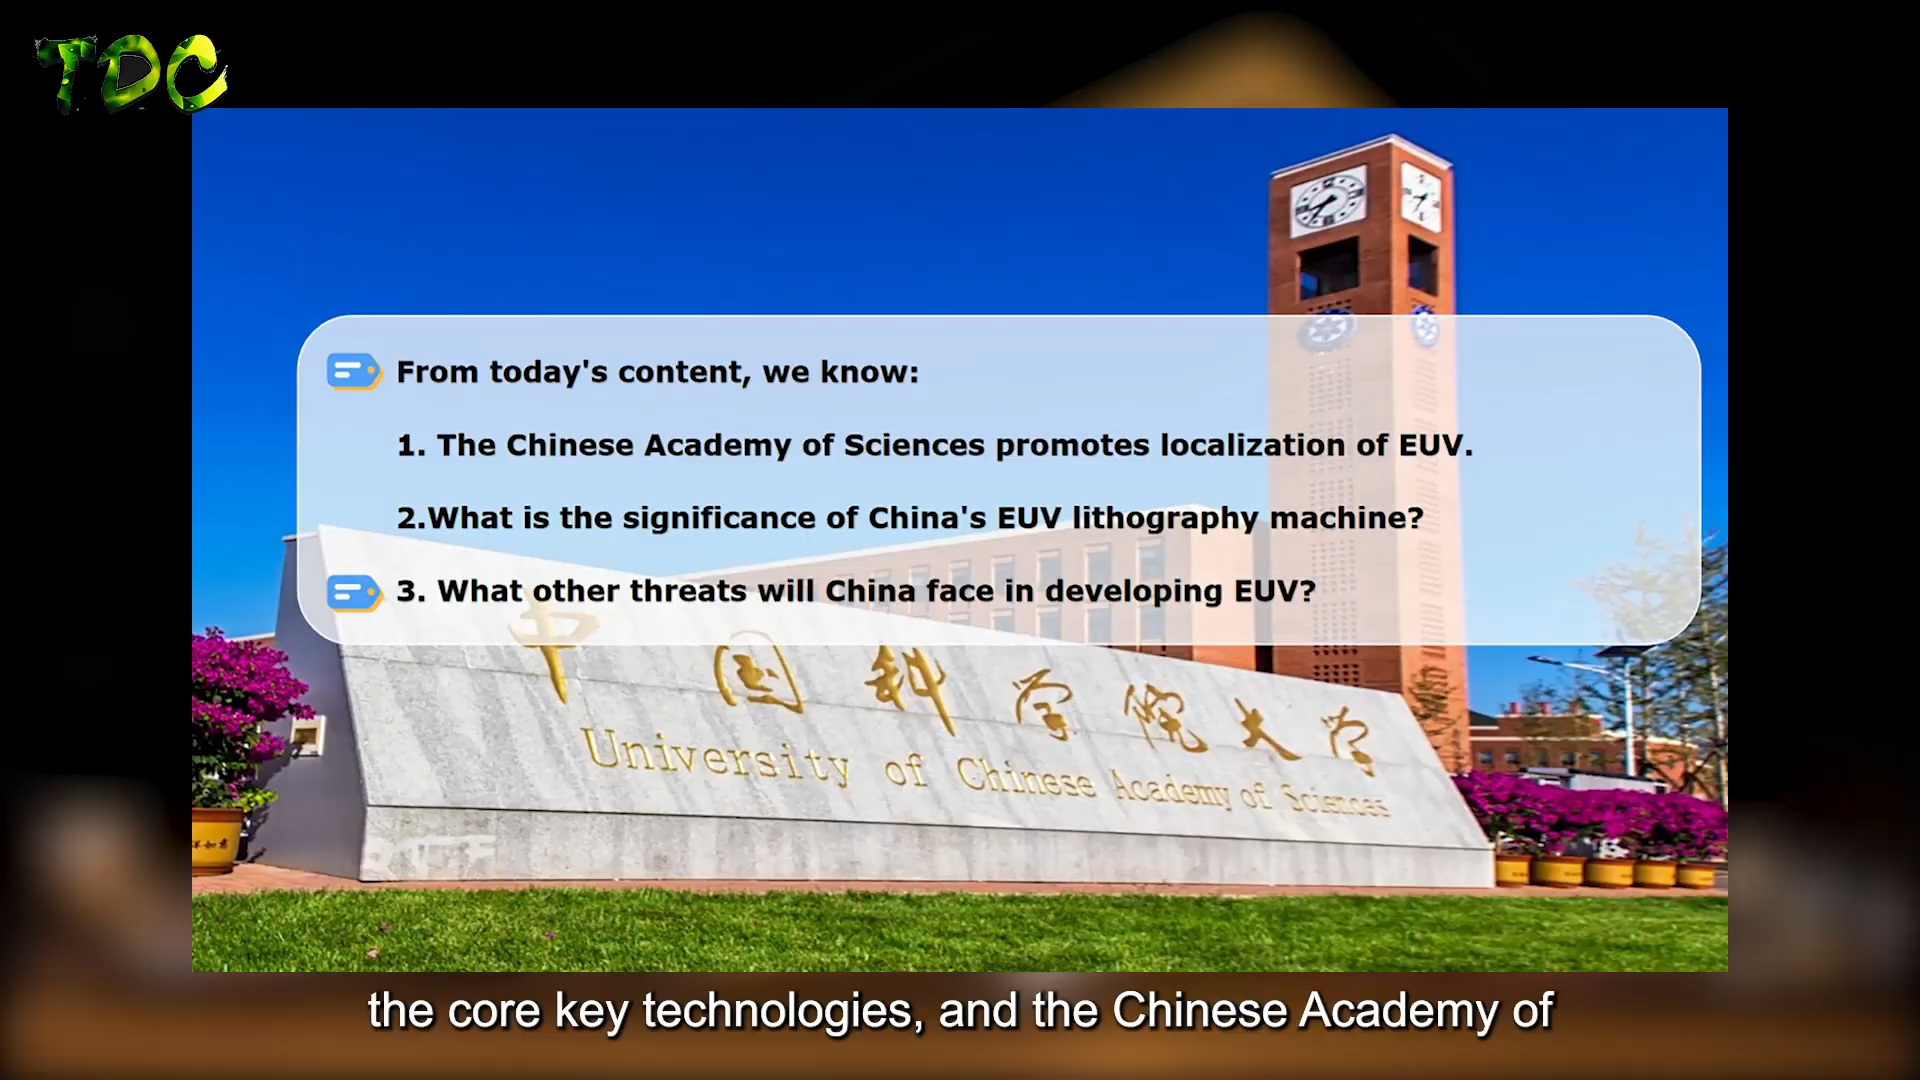 TDC
From today's content, we know:
1. The Chinese Academy of Sciences promotes localization of EUV.
2.What is the significance of China's EUV lithography machine?
3. What other threats will China face in developing EUV?
中国科学院大学
University of Chinese Academy of Sciences
the core key technologies, and the Chinese Academy of